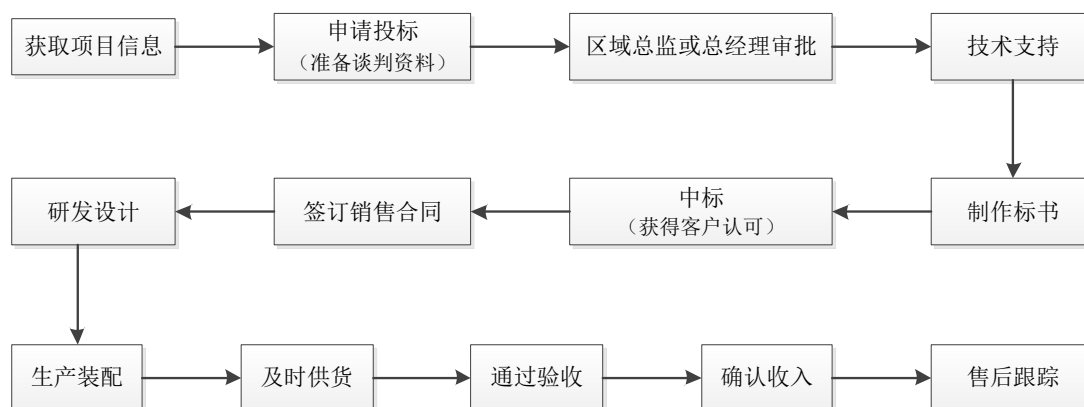 获取项目信息
申请投标
（准备谈判资料）
区域总监或总经理审批
技术支持
制作标书
中标
（获得客户认可）
签订销售合同
研发设计
生产装配
及时供货
通过验收
确认收入
售后跟踪